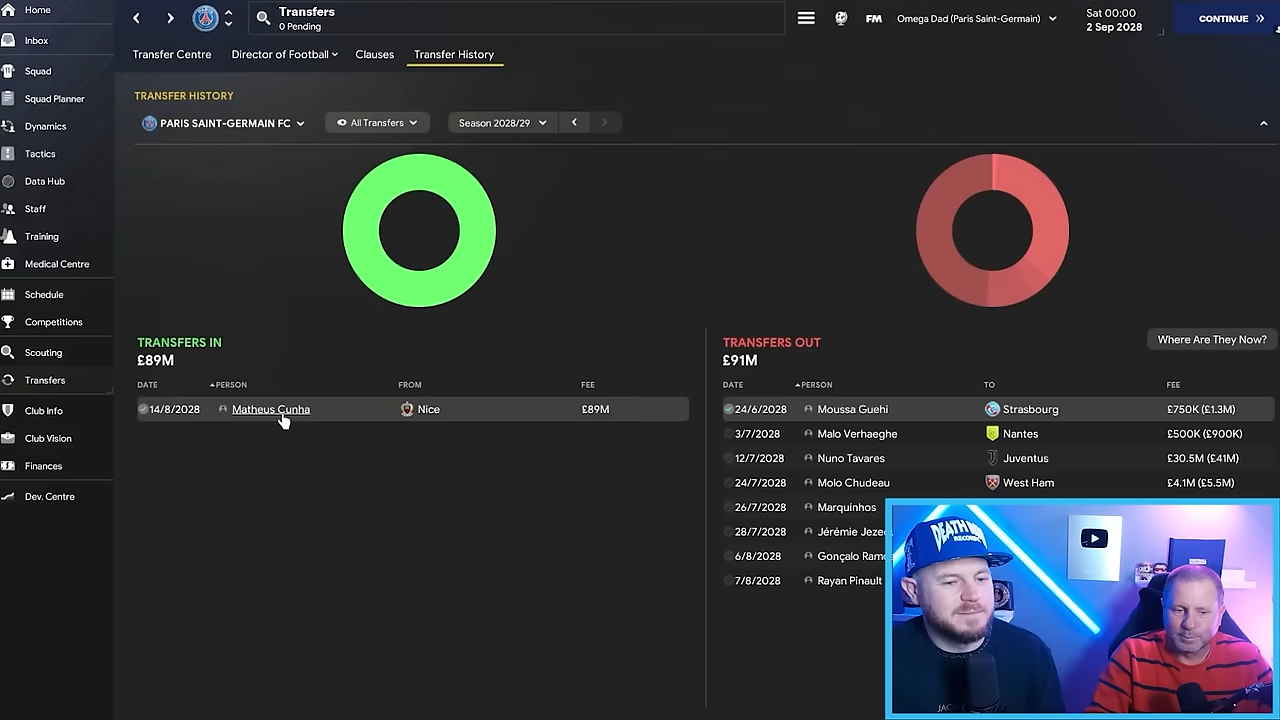 Home
Inbox
Squad
Squad Planner
Dynamics
Tactics
Data Hub
Staff
Training
Medical Centre
Schedule
Competitions
Scouting
Transfers
Club Info
Club Vision
Finances
Dev. Centre
Transfers
0 Pending
FM
Omega Dad (Paris Saint-Germain)
Sat 00:00
2 Sep 2028
CONTINUE
Transfer Centre
Director of Football
Clauses
Transfer History
TRANSFER HISTORY
PARIS SAINT-GERMAIN FC
All Transfers
Season 2028/29
TRANSFERS IN
£89M
DATE PERSON FROM FEE
14/8/2028 Matheus Cunha Nice £89M
TRANSFERS OUT
£91M
Where Are They Now?
DATE PERSON TO FEE
24/6/2028 Moussa Guehi Strasbourg £750K (£1.3M)
3/7/2028 Malo Verhaeghe Nantes £500K (£900K)
12/7/2028 Nuno Tavares Juventus £30.5M (£41M)
24/7/2028 Molo Chudeau West Ham £4.1M (£5.5M)
26/7/2028 Marquinhos
28/7/2028 Jérémie Jeze
6/8/2028 Gonçalo Ram
7/8/2028 Rayan Pinault
DEATH
RECORDS